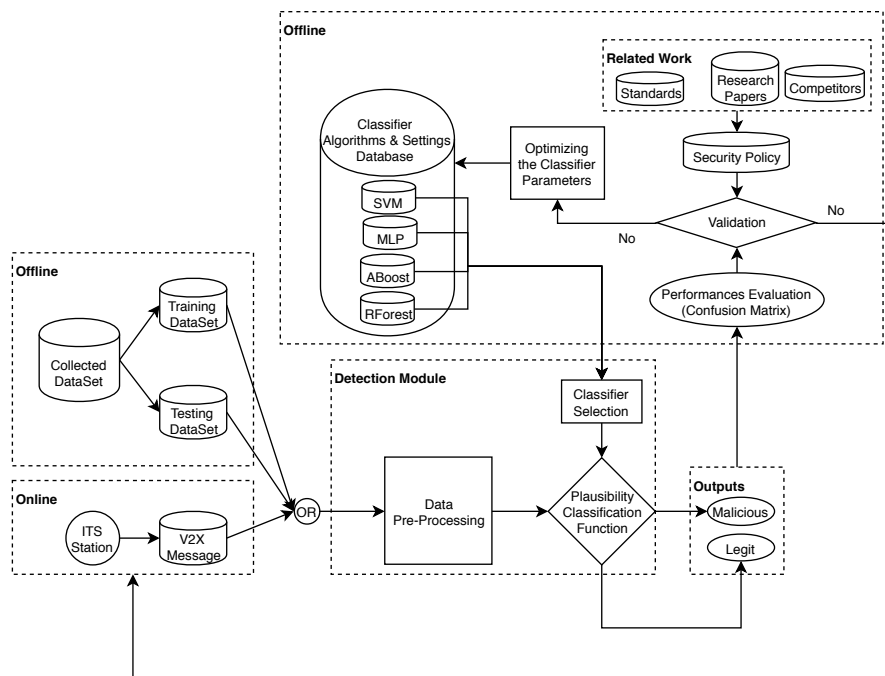 Offline
Related Work
Standards
Research
Papers
Competitors
Classifier
Algorithms & Settings
Database
Optimizing
the Classifier
Parameters
Security Policy
SVM
MLP
ABoost
RForest
Validation
No
No
Performances Evaluation
(Confusion Matrix)
Offline
Training
DataSet
Collected
DataSet
Testing
DataSet
Detection Module
Classifier
Selection
Online
ITS
Station
V2X
Message
OR
Data
Pre-Processing
Plausibility
Classification
Function
Outputs
Malicious
Legit